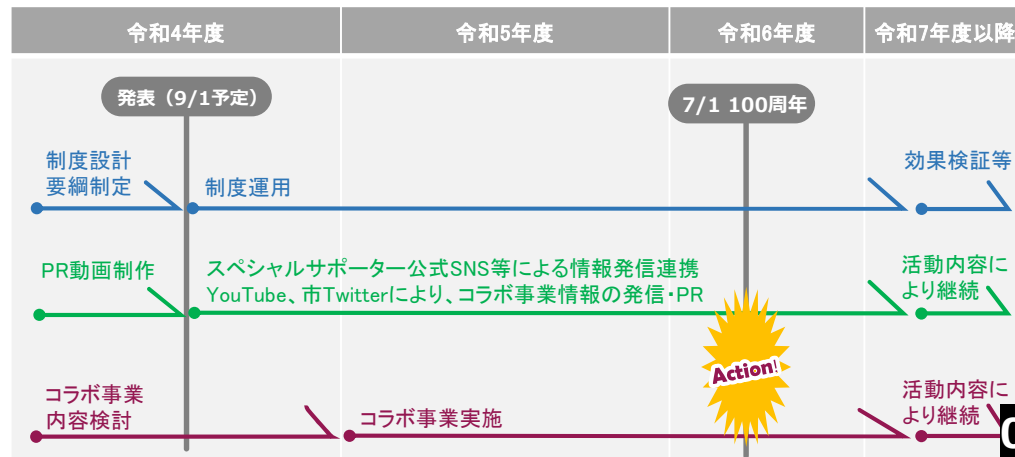 令和4年度
令和5年度
令和6年度
令和7年度以降
発表（9/1予定）
7/1 100周年
制度設計
要綱制定
制度運用
効果検証等
PR動画制作
スペシャルサポーター公式SNS等による情報発信連携
YouTube、市Twitterにより、コラボ事業情報の発信・PR
活動内容に
より継続
Action!
コラボ事業
内容検討
コラボ事業実施
活動内容に
より継続